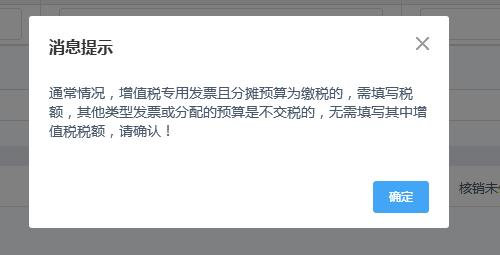 消息提示
通常情况，增值税专用发票且分摊预算为缴税的，需填写税
额，其他类型发票或分配的预算是不交税的，无需填写其中增
值税税额，请确认！
确定
核销未